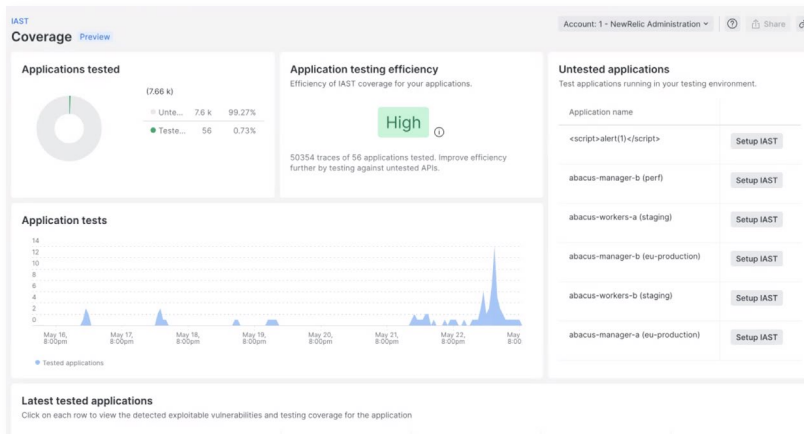 IAST
Coverage Preview
Account: 1 - NewRelic Administration
Share
Applications tested
(7.66 k)
Unte... 7.6 k 99.27%
Teste... 56 0.73%
Application testing efficiency
Efficiency of IAST coverage for your applications.
High
50354 traces of 56 applications tested. Improve efficiency
further by testing against untested APIs.
Untested applications
Test applications running in your testing environment.
Application name
<script>alert(1)</script> Setup IAST
abacus-manager-b (perf) Setup IAST
abacus-workers-a (staging) Setup IAST
abacus-manager-b (eu-production) Setup IAST
abacus-workers-b (staging) Setup IAST
abacus-manager-a (eu-production) Setup IAST
Application tests
14
12
10
8
6
4
2
0
May 16, May 17, May 18, May 19, May 20, May 21, May 22, May
8:00pm 8:00pm 8:00pm 8:00pm 8:00pm 8:00pm 8:00pm 8:00
Tested applications
Latest tested applications
Click on each row to view the detected exploitable vulnerabilities and testing coverage for the application